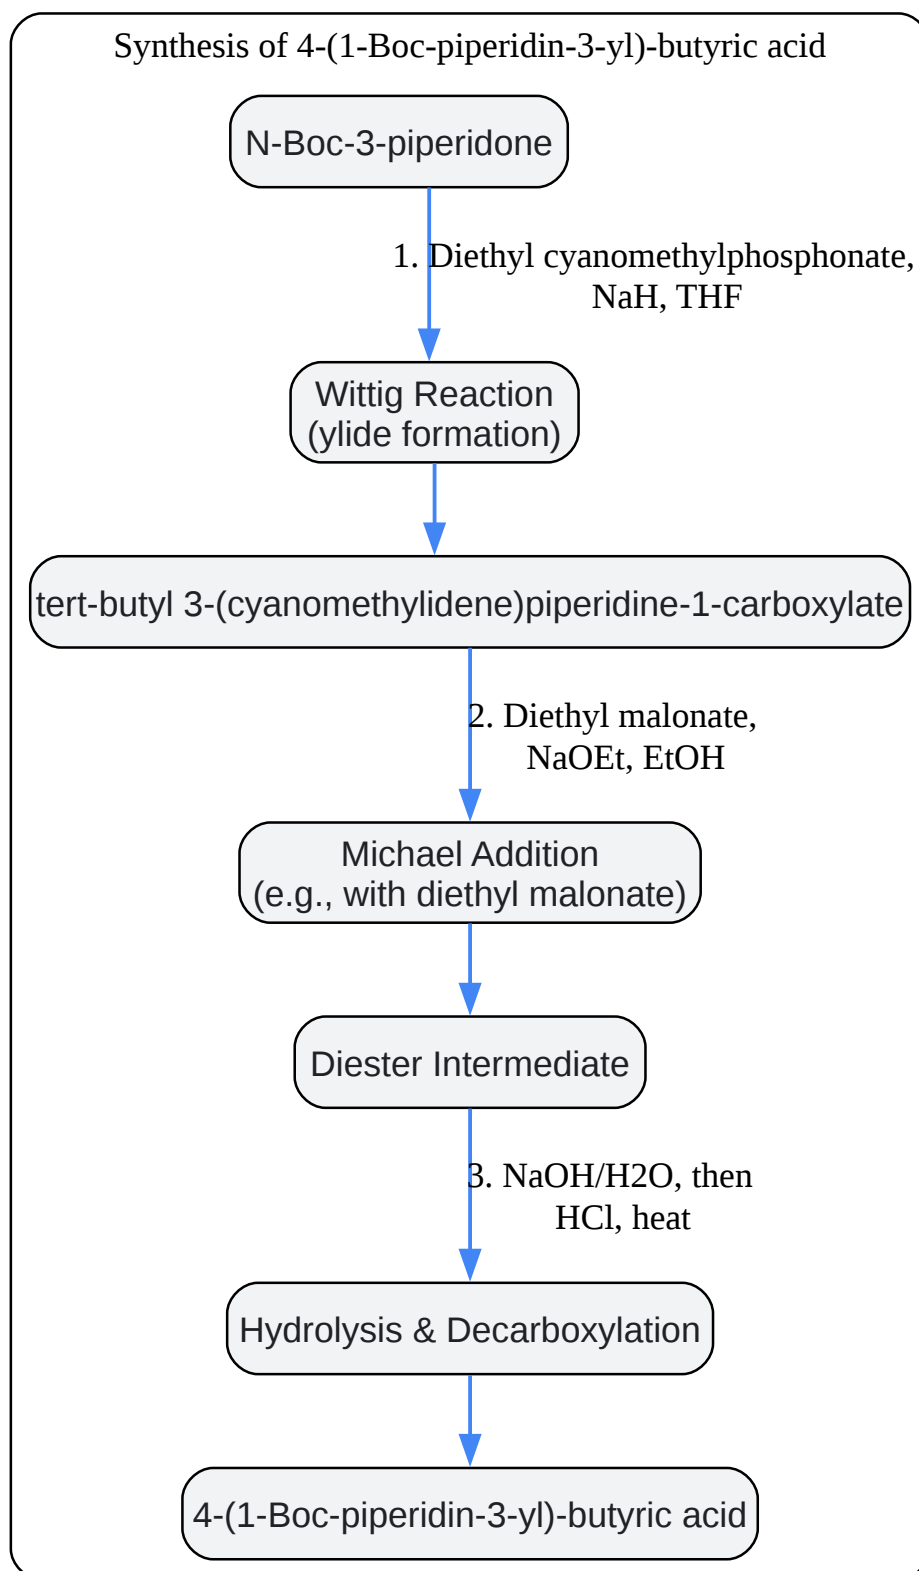 Synthesis of 4-(1-Boc-piperidin-3-yl)-butyric acid
N-Boc-3-piperidone
1. Diethyl cyanomethylphosphonate,
NaH, THF
Wittig Reaction
(ylide formation)
tert-butyl 3-(cyanomethylidene)piperidine-1-carboxylate
2. Diethyl malonate,
NaOEt, EtOH
Michael Addition
(e.g., with diethyl malonate)
Diester Intermediate
3. NaOH/H2O, then
HCl, heat
Hydrolysis & Decarboxylation
4-(1-Boc-piperidin-3-yl)-butyric acid